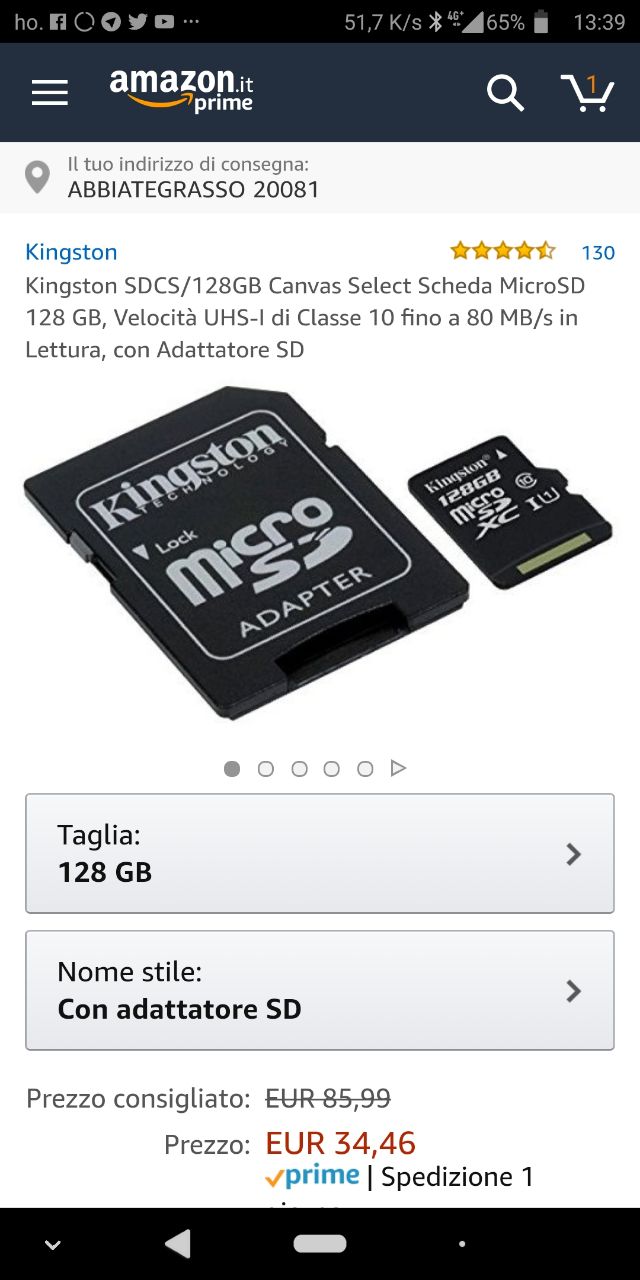 ho. 51,7 K/s 4G+ 65% 13:39
amazon.it
prime
1
Il tuo indirizzo di consegna:
ABBIATEGRASSO 20081
Kingston 130
Kingston SDCS/128GB Canvas Select Scheda MicroSD
128 GB, Velocità UHS-I di Classe 10 fino a 80 MB/s in
Lettura, con Adattatore SD
Kingston
TECHNOLOGY
Lock
micro
SD
ADAPTER
Kingston
128GB
micro
SD
XC
10
I
1
Taglia:
128 GB
Nome stile:
Con adattatore SD
Prezzo consigliato: EUR 85,99
Prezzo: EUR 34,46
prime | Spedizione 1